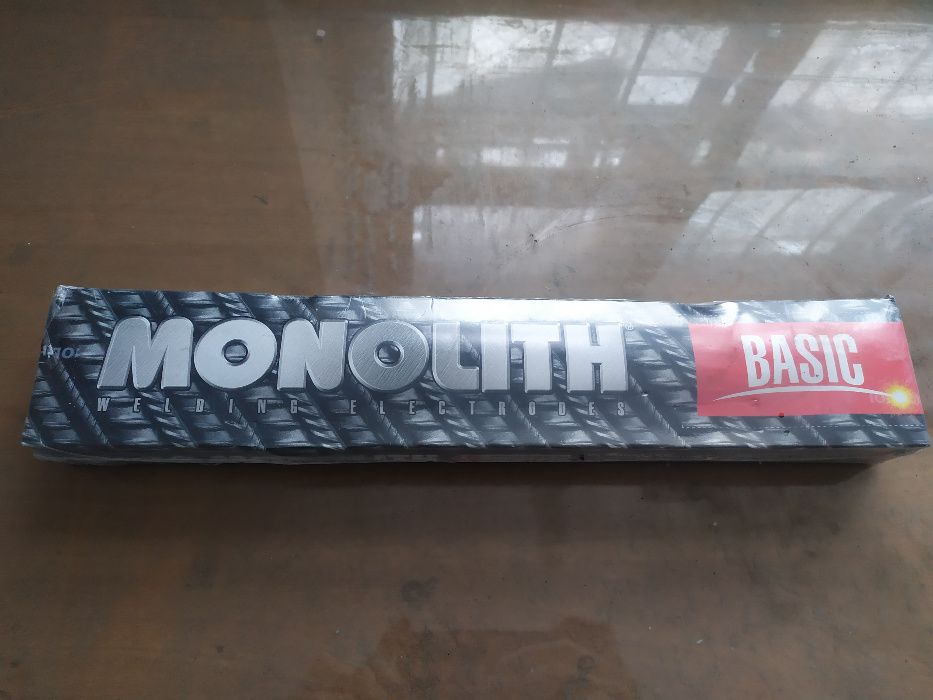 MONOLITH®
WELDING ELECTRODES
BASIC